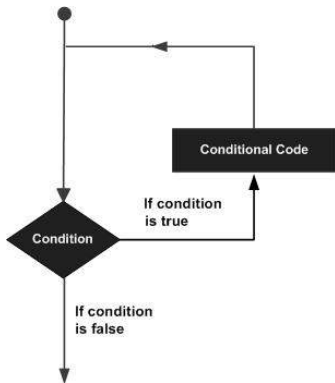 Conditional Code
If condition
is true
Condition
If condition
is false